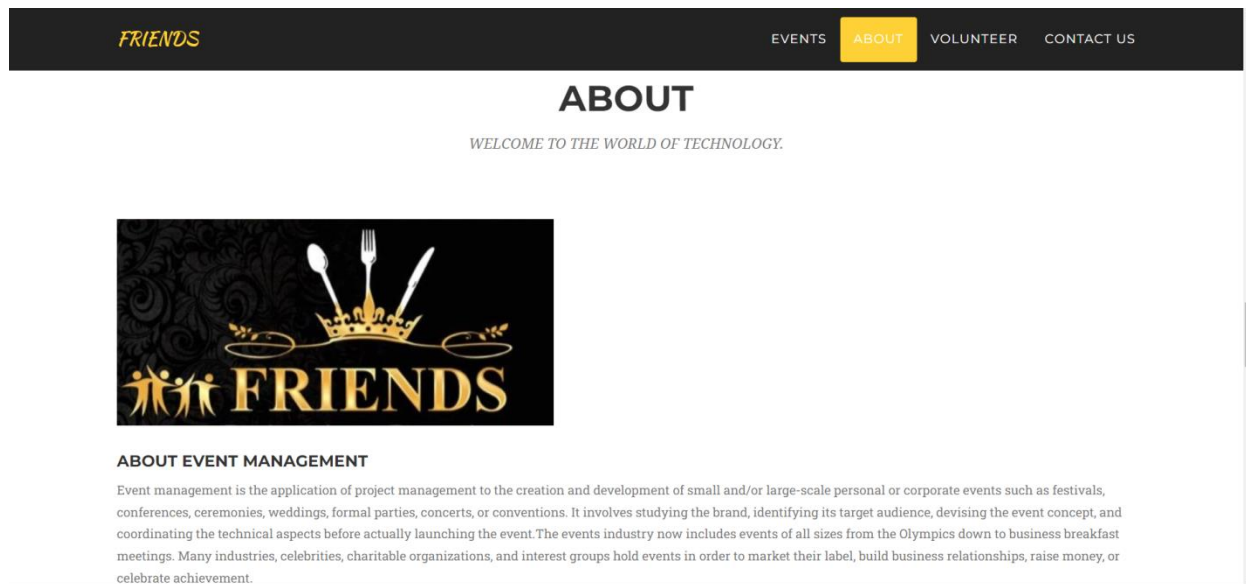 FRIENDS
EVENTS ABOUT VOLUNTEER CONTACT US
ABOUT
WELCOME TO THE WORLD OF TECHNOLOGY.
FRIENDS
ABOUT EVENT MANAGEMENT
Event management is the application of project management to the creation and development of small and/or large-scale personal or corporate events such as festivals,
conferences, ceremonies, weddings, formal parties, concerts, or conventions. It involves studying the brand, identifying its target audience, devising the event concept, and
coordinating the technical aspects before actually launching the event.The events industry now includes events of all sizes from the Olympics down to business breakfast
meetings. Many industries, celebrities, charitable organizations, and interest groups hold events in order to market their label, build business relationships, raise money, or
celebrate achievement.